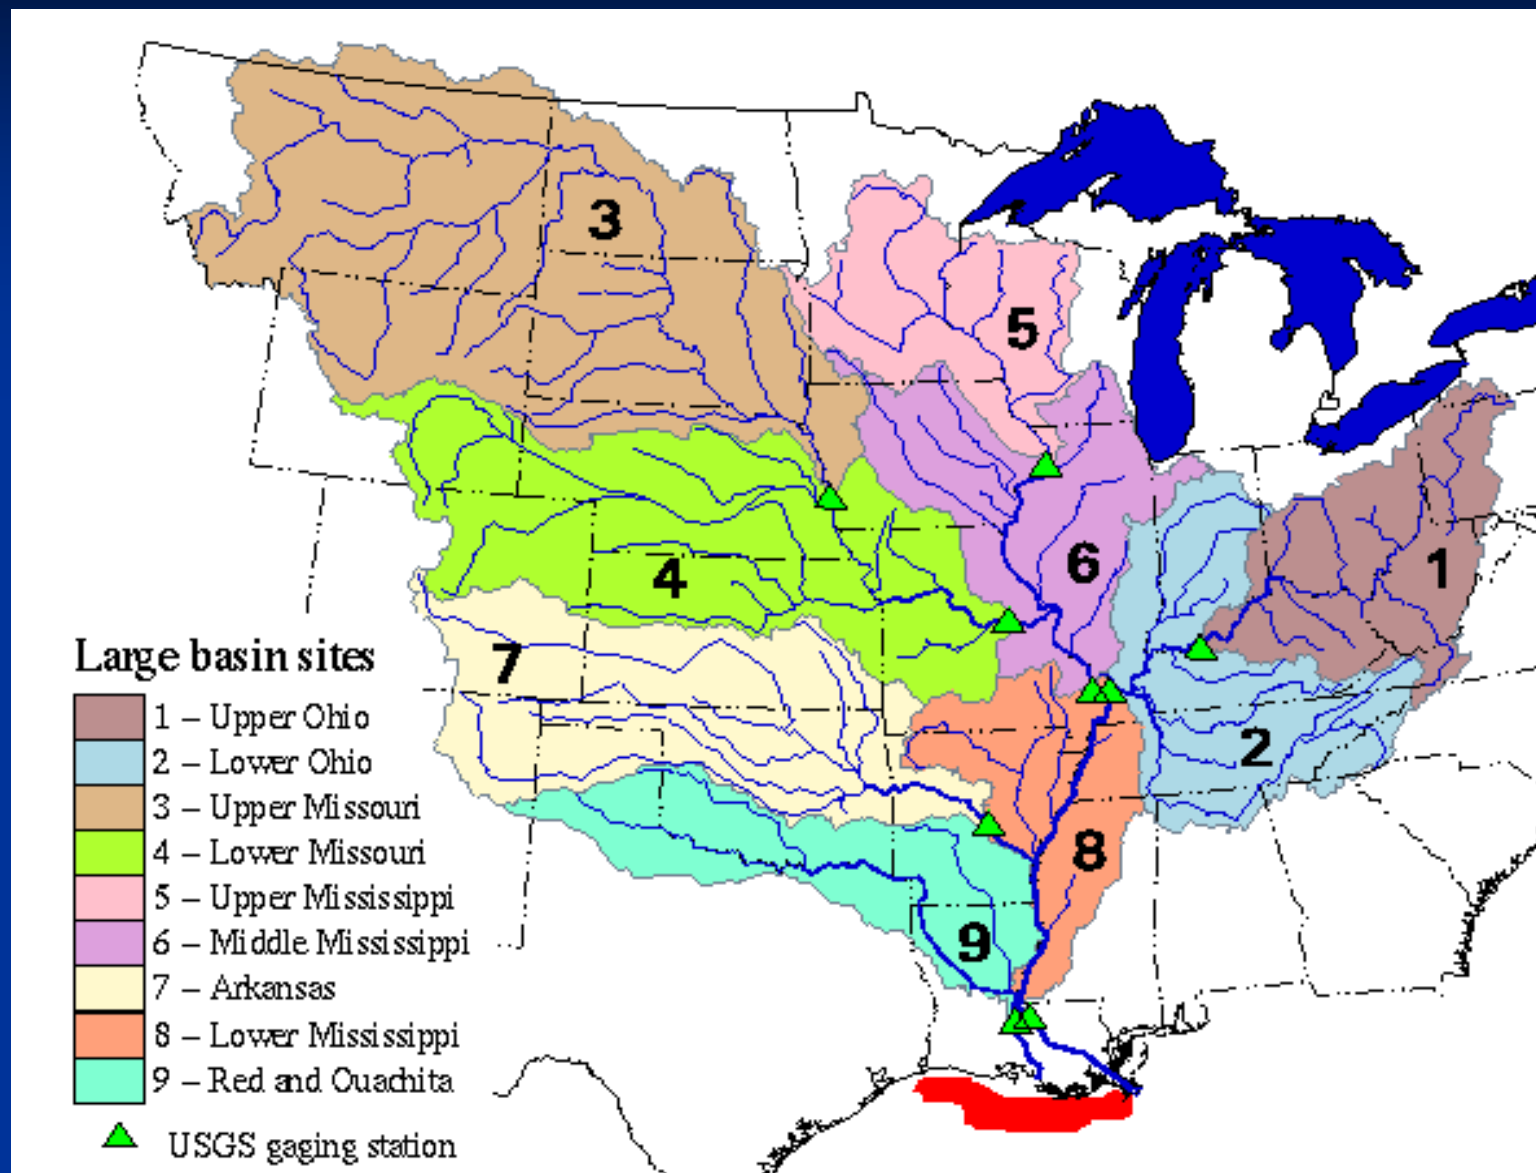 3
5
6
1
4
7
2
8
9
Large basin sites
1 – Upper Ohio
2 – Lower Ohio
3 – Upper Missouri
4 – Lower Missouri
5 – Upper Mississippi
6 – Middle Mississippi
7 – Arkansas
8 – Lower Mississippi
9 – Red and Ouachita
USGS gaging station